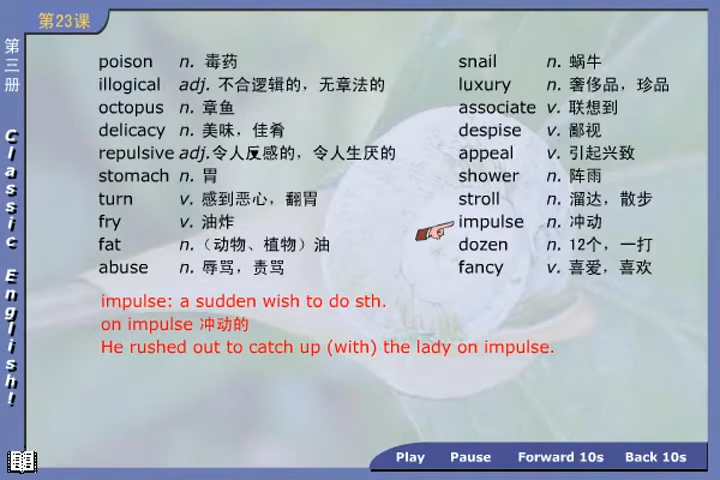 第23课
第三册
Classic English!
poison n. 毒药
illogical adj. 不合逻辑的，无章法的
octopus n. 章鱼
delicacy n. 美味，佳肴
repulsive adj.令人反感的，令人生厌的
stomach n. 胃
turn v. 感到恶心，翻胃
fry v. 油炸
fat n.（动物、植物）油
abuse n. 辱骂，责骂
snail n. 蜗牛
luxury n. 奢侈品，珍品
associate v. 联想到
despise v. 鄙视
appeal v. 引起兴致
shower n. 阵雨
stroll n. 溜达，散步
impulse n. 冲动
dozen n. 12个，一打
fancy v. 喜爱，喜欢
impulse: a sudden wish to do sth.
on impulse 冲动的
He rushed out to catch up (with) the lady on impulse.
Play Pause Forward 10s Back 10s